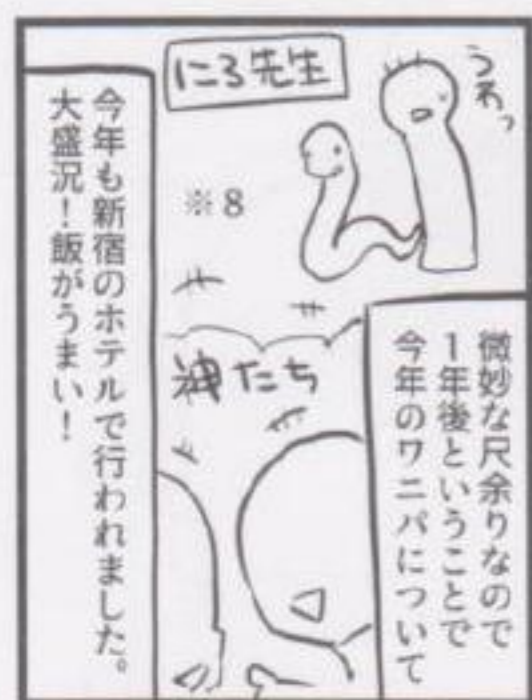 うわっ
にろ先生
※8
微妙な尺余りなので
1年後ということで
今年のワニパについて
神たち
今年も新宿のホテルで行われました。
大盛況!飯がうまい!